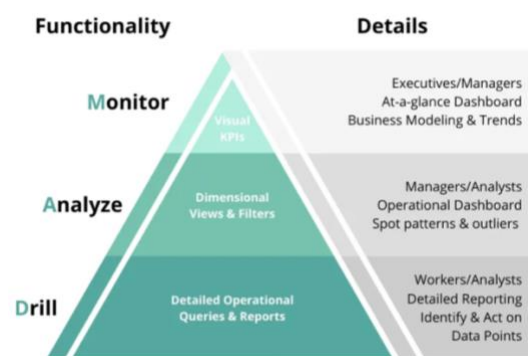 Functionality
Details
Monitor
Visual
KPIs
Executives/Managers
At-a-glance Dashboard
Business Modeling & Trends
Analyze
Dimensional
Views & Filters
Managers/Analysts
Operational Dashboard
Spot patterns & outliers
Drill
Detailed Operational
Queries & Reports
Workers/Analysts
Detailed Reporting
Identify & Act on
Data Points